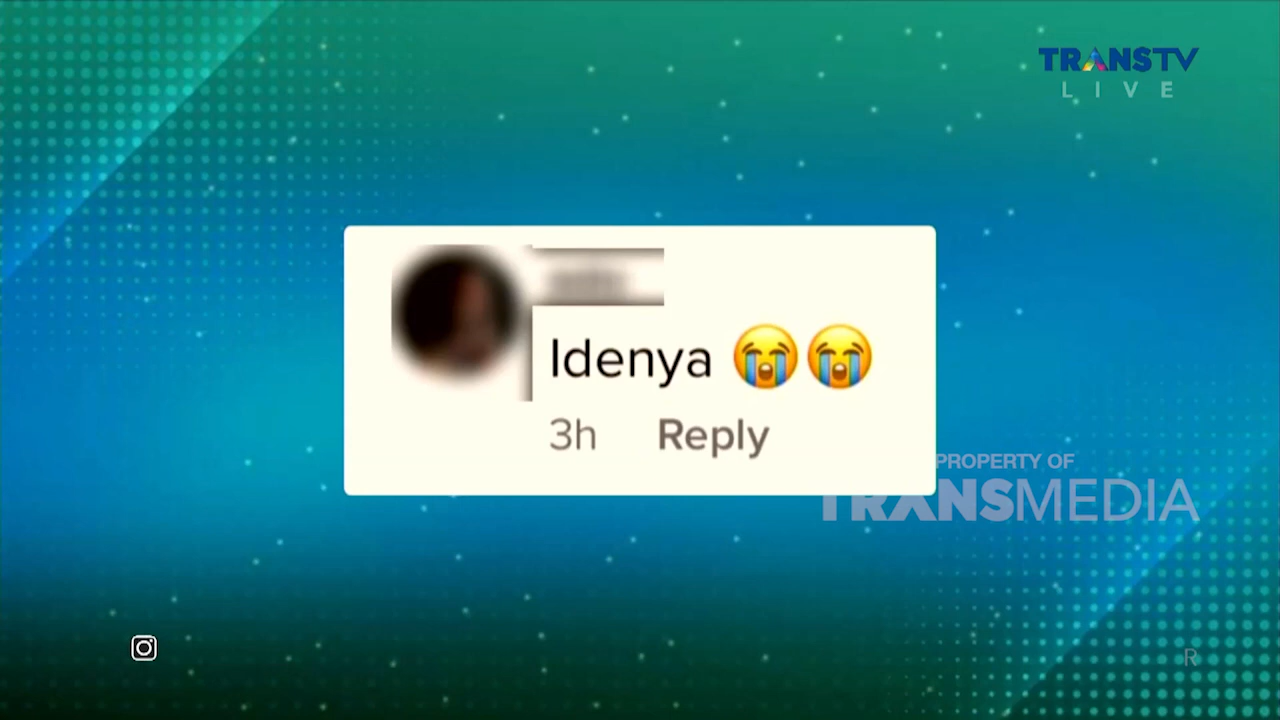 TRANSTV
LIVE
Idenya 😭😭
3h Reply
PROPERTY OF
TRANSMEDIA
R